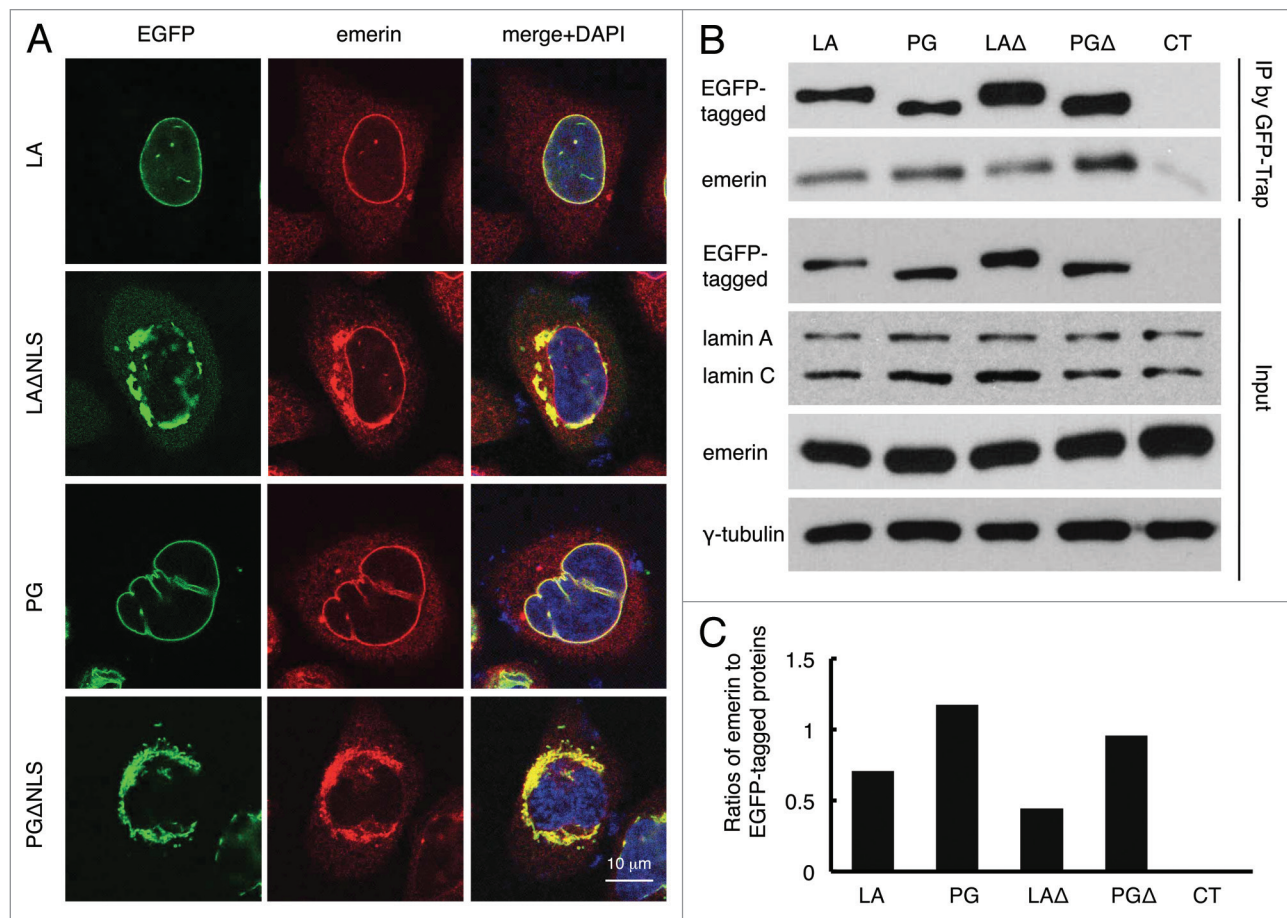 A
EGFP emerin merge+DAPI
LA
LAΔNLS
PG
PGΔNLS
10 μm
B
LA PG LAΔ PGΔ CT
EGFP-
tagged
emerin
IP by GFP-Trap
EGFP-
tagged
lamin A
lamin C
emerin
γ-tubulin
Input
C
Ratios of emerin to
EGFP-tagged proteins
1.5
1
0.5
0
LA PG LAΔ PGΔ CT